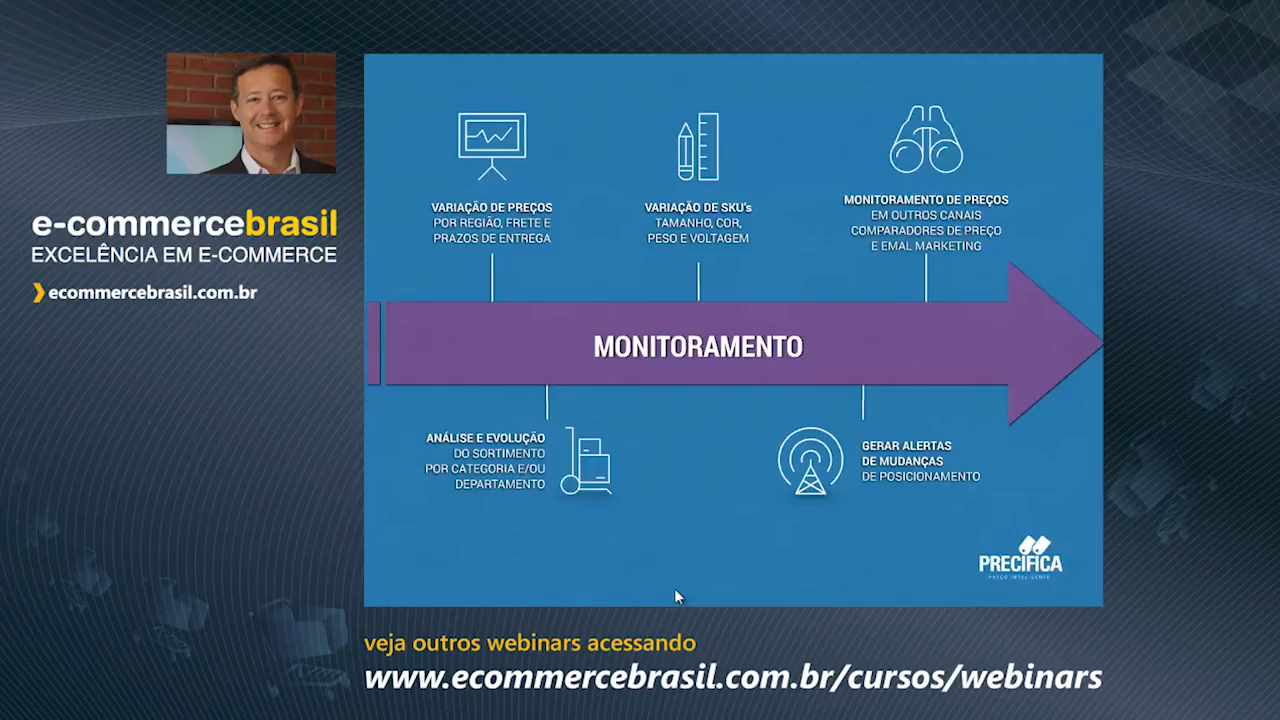 e-commercebrasil
EXCELÊNCIA EM E-COMMERCE
ecommercebrasil.com.br
VARIAÇÃO DE PREÇOS
POR REGIÃO, FRETE E
PRAZOS DE ENTREGA
VARIAÇÃO DE SKU's
TAMANHO, COR,
PESO E VOLTAGEM
MONITORAMENTO DE PREÇOS
EM OUTROS CANAIS
COMPARADORES DE PREÇO
E EMAL MARKETING
MONITORAMENTO
ANÁLISE E EVOLUÇÃO
DO SORTIMENTO
POR CATEGORIA E/OU
DEPARTAMENTO
GERAR ALERTAS
DE MUDANÇAS
DE POSICIONAMENTO
PRECIFICA
PREÇO INTELIGENTE
veja outros webinars acessando
www.ecommercebrasil.com.br/cursos/webinars